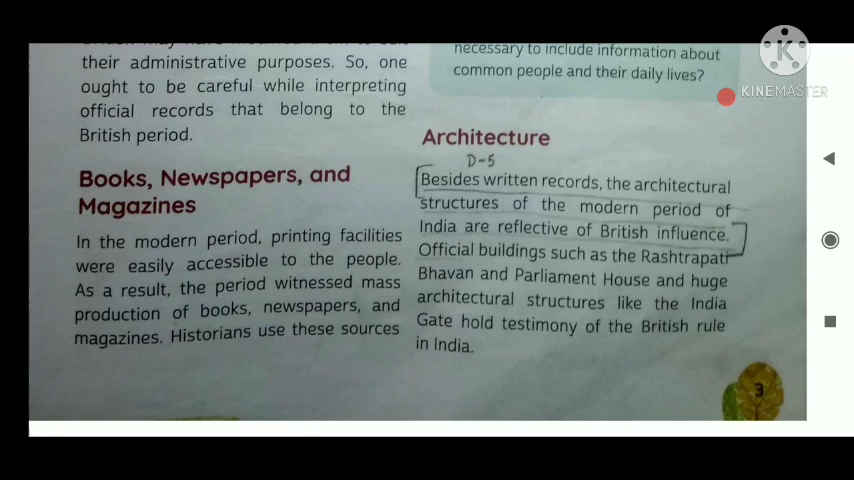 their administrative purposes. So, one
ought to be careful while interpreting
official records that belong to the
British period.
Books, Newspapers, and
Magazines
In the modern period, printing facilities
were easily accessible to the people.
As a result, the period witnessed mass
production of books, newspapers, and
magazines. Historians use these sources
necessary to include information about
common people and their daily lives?
Architecture
D-5
Besides written records, the architectural
structures of the modern period of
India are reflective of British influence.
Official buildings such as the Rashtrapati
Bhavan and Parliament House and huge
architectural structures like the India
Gate hold testimony of the British rule
in India.
3
K
KINEMASTER